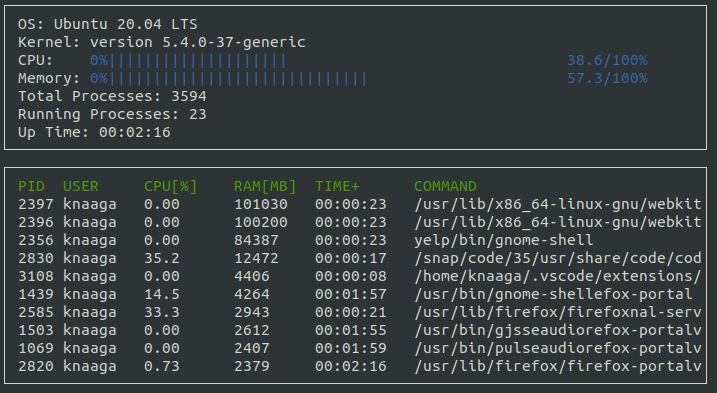 OS: Ubuntu 20.04 LTS
Kernel: version 5.4.0-37-generic
CPU: 0%|||||||||||||||||||| 38.6/100%
Memory: 0%||||||||||||||||||||||||||||| 57.3/100%
Total Processes: 3594
Running Processes: 23
Up Time: 00:02:16
PID USER CPU[%] RAM[MB] TIME+ COMMAND
2397 knaaga 0.00 101030 00:00:23 /usr/lib/x86_64-linux-gnu/webkit
2396 knaaga 0.00 100200 00:00:23 /usr/lib/x86_64-linux-gnu/webkit
2356 knaaga 0.00 84387 00:00:23 yelp/bin/gnome-shell
2830 knaaga 35.2 12472 00:00:17 /snap/code/35/usr/share/code/cod
3108 knaaga 0.00 4406 00:00:08 /home/knaaga/.vscode/extensions/
1439 knaaga 14.5 4264 00:01:57 /usr/bin/gnome-shellefox-portal
2585 knaaga 33.3 2943 00:00:21 /usr/lib/firefox/firefoxnal-serv
1503 knaaga 0.00 2612 00:01:55 /usr/bin/gjsseaudiorefox-portalv
1069 knaaga 0.00 2407 00:01:59 /usr/bin/pulseaudiorefox-portalv
2820 knaaga 0.73 2379 00:02:16 /usr/lib/firefox/firefox-portalv